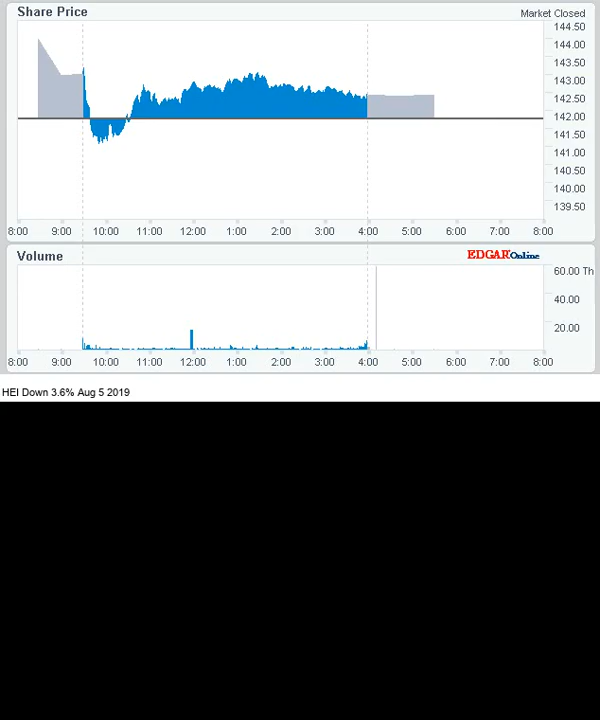 Share Price
Market Closed
144.50
144.00
143.50
143.00
142.50
142.00
141.50
141.00
140.50
140.00
139.50
8:00 9:00 10:00 11:00 12:00 1:00 2:00 3:00 4:00 5:00 6:00 7:00 8:00
Volume
EDGAROnline
60.00 Th
40.00
20.00
8:00 9:00 10:00 11:00 12:00 1:00 2:00 3:00 4:00 5:00 6:00 7:00 8:00
HEI Down 3.6% Aug 5 2019